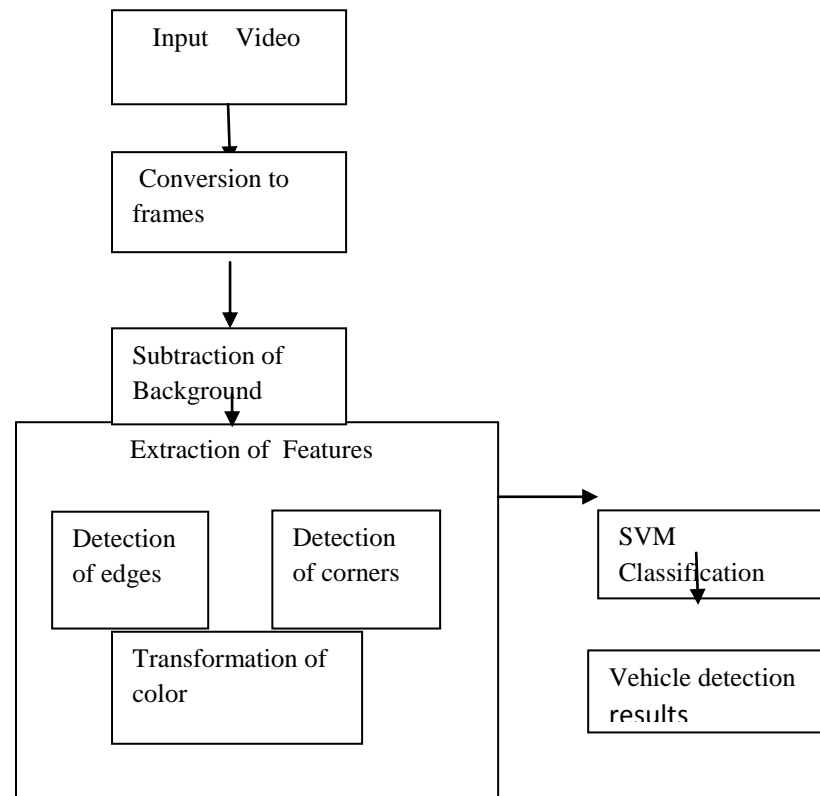 Input Video
Conversion to
frames
Subtraction of
Background
Extraction of Features
Detection
of edges
Detection
of corners
Transformation of
color
SVM
Classification
Vehicle detection
results